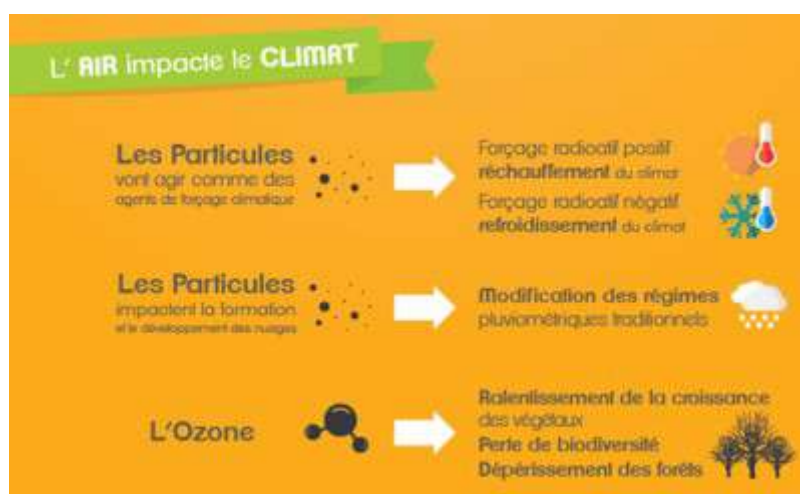 L' AIR impacte le CLIMAT
Les Particules
vont agir comme des
agents de forçage climatique
Forçage radioatif positif
réchauffement du climat
Forçage radioatif négatif
refroidissement du climat
Les Particules
impactent la formation
et le développement des nuages
Modification des régimes
pluviométriques traditionnels
L'Ozone
Ralentissement de la croissance
des végétaux
Perte de biodiversité
Dépérissement des forêts